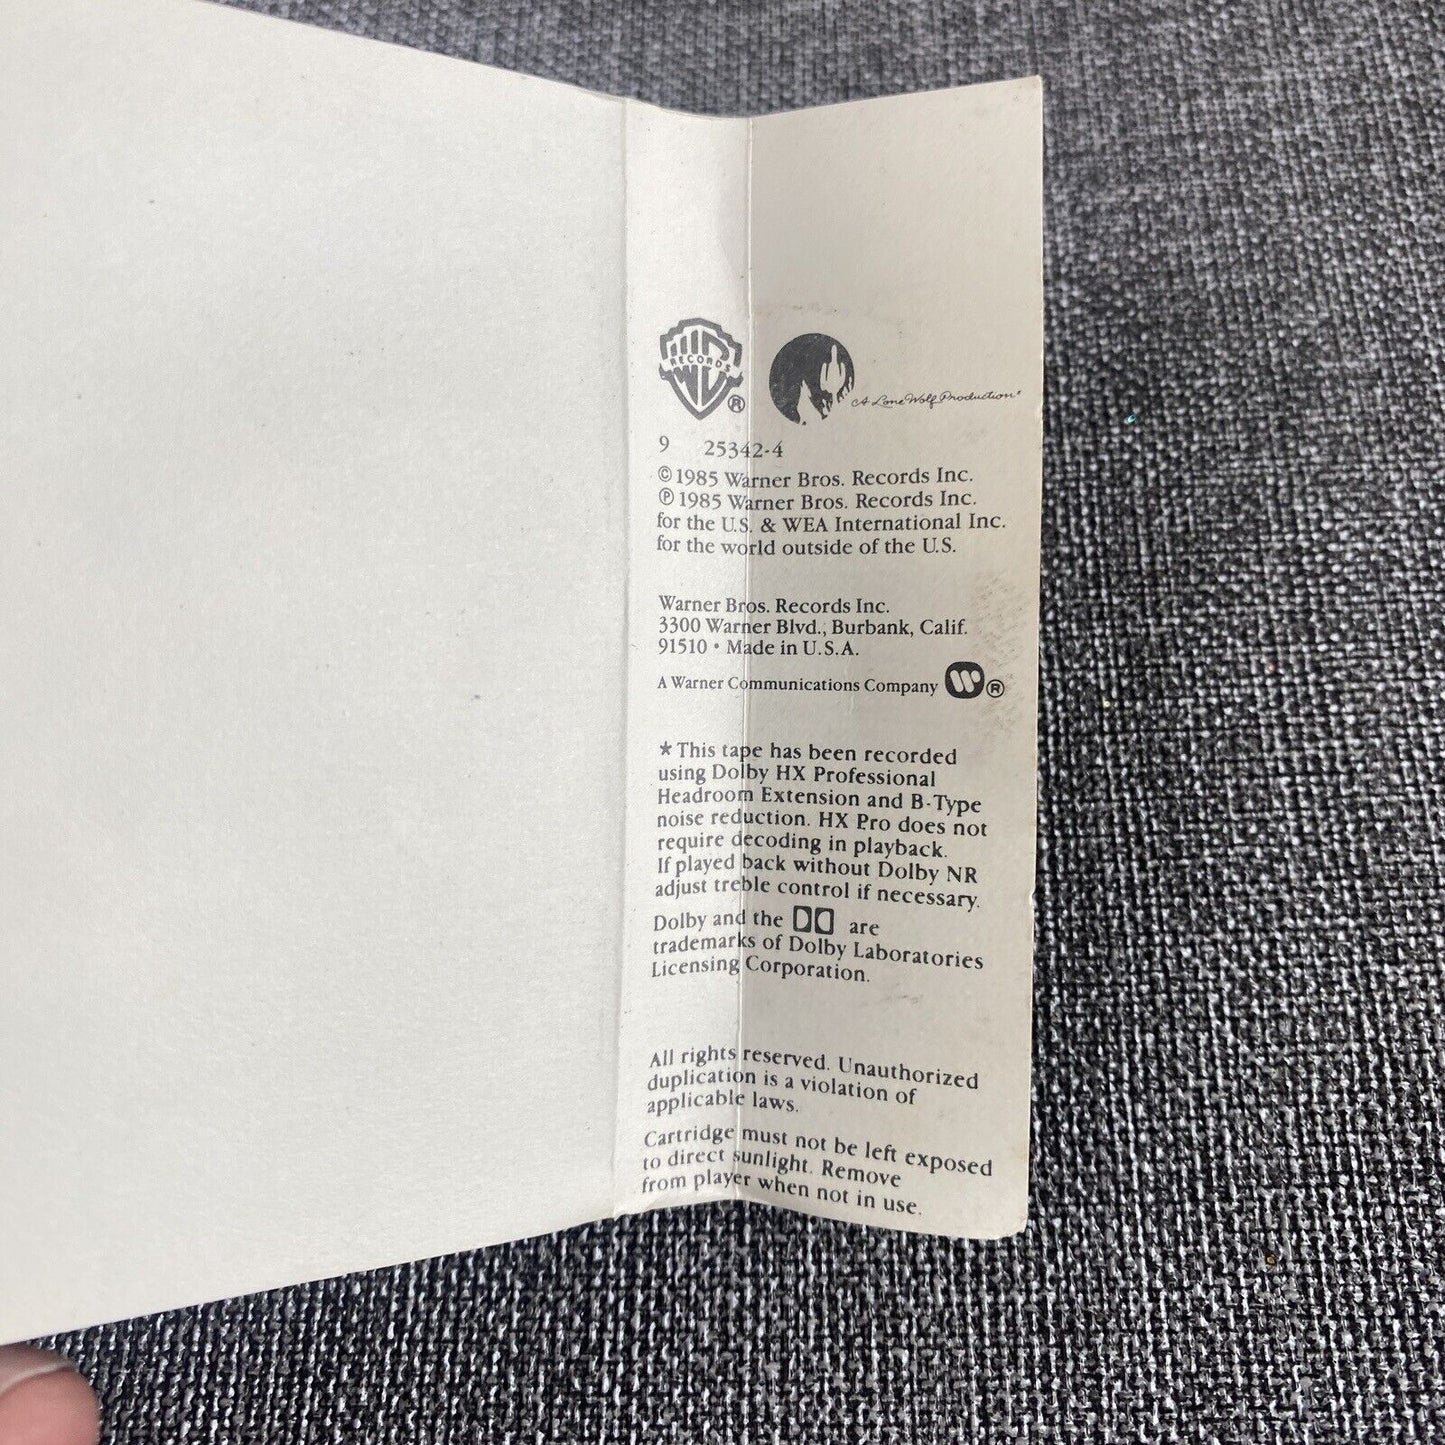 WB
RECORDS
®
A Lone Wolf Production
9 25342-4
©1985 Warner Bros. Records Inc.
℗1985 Warner Bros. Records Inc.
for the U.S. & WEA International Inc.
for the world outside of the U.S.
Warner Bros. Records Inc.
3300 Warner Blvd., Burbank, Calif.
91510 • Made in U.S.A.
A Warner Communications Company W®
★This tape has been recorded
using Dolby HX Professional
Headroom Extension and B-Type
noise reduction. HX Pro does not
require decoding in playback.
If played back without Dolby NR
adjust treble control if necessary.
Dolby and the DD are
trademarks of Dolby Laboratories
Licensing Corporation.
All rights reserved. Unauthorized
duplication is a violation of
applicable laws.
Cartridge must not be left exposed
to direct sunlight. Remove
from player when not in use.